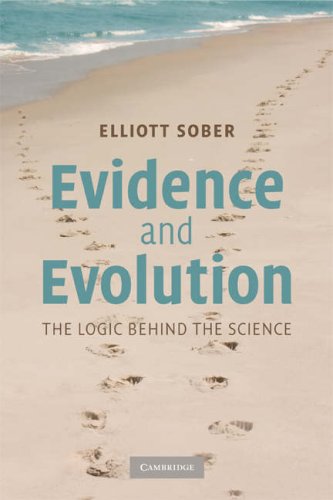 ELLIOTT SOBER
Evidence
and
Evolution
THE LOGIC BEHIND THE SCIENCE
CAMBRIDGE